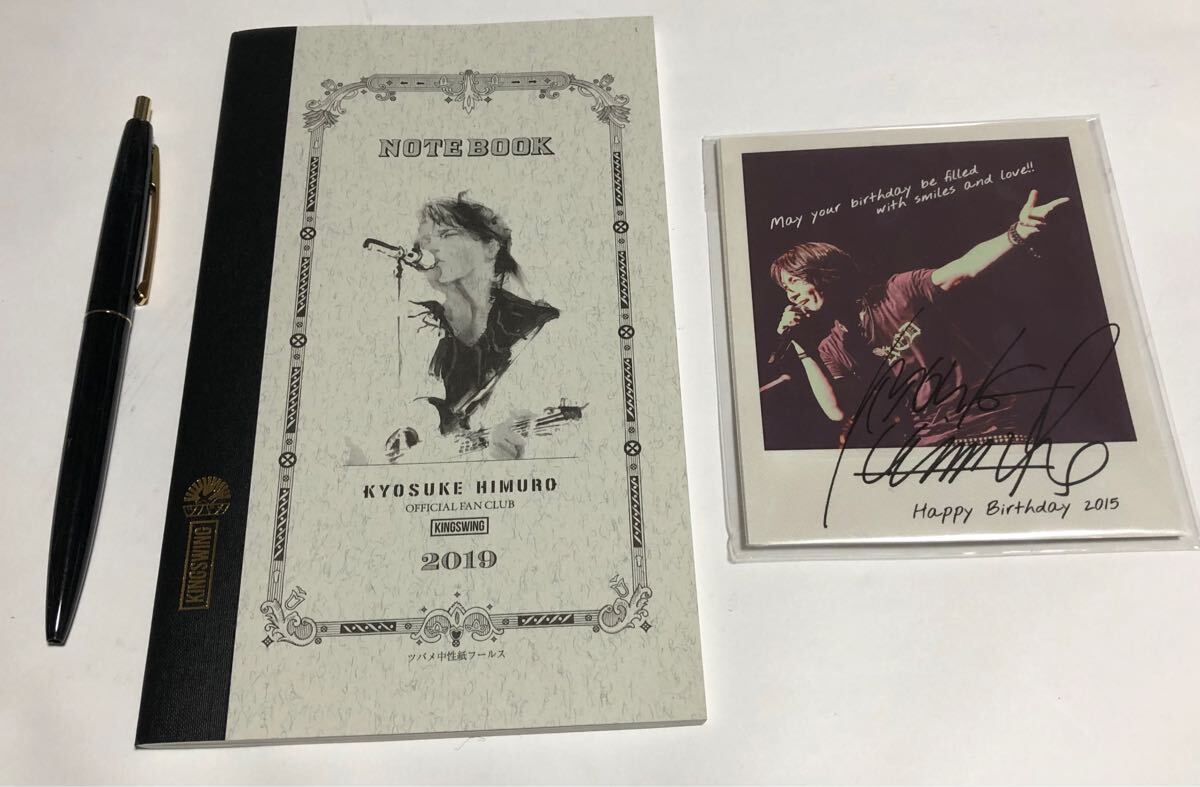 NOTE BOOK
KYOSUKE HIMURO
OFFICIAL FAN CLUB
KINGSWING
2019
ツバメ中性紙フールス
KINGSWING
May your birthday be filled
with smiles and love!!
Happy Birthday 2015